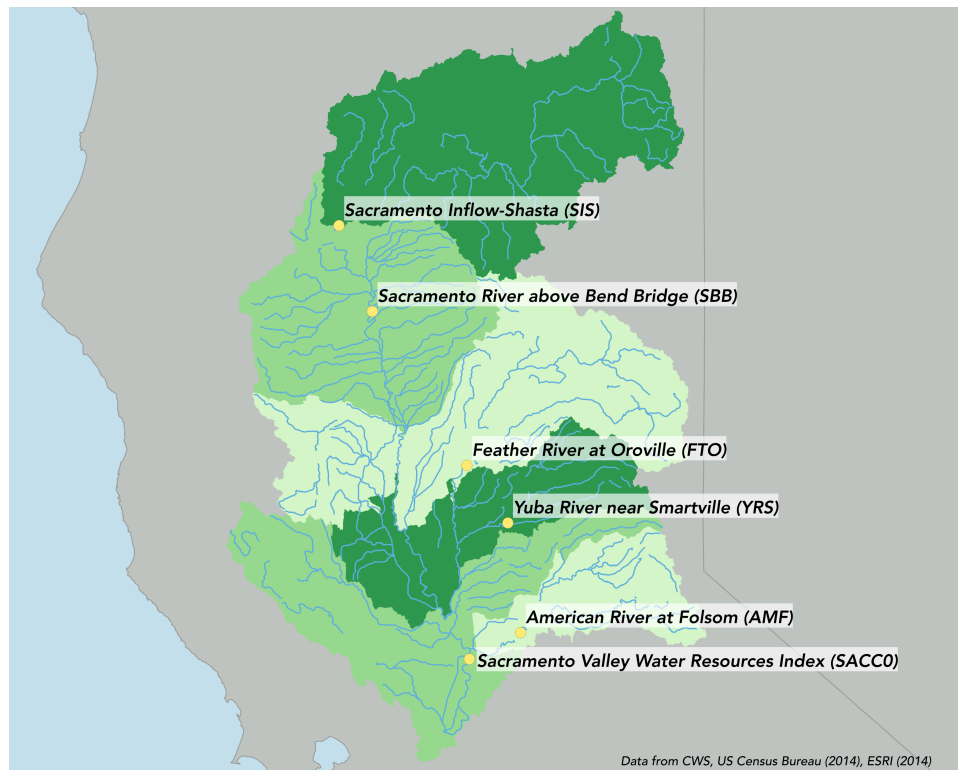 Sacramento Inflow-Shasta (SIS)
Sacramento River above Bend Bridge (SBB)
Feather River at Oroville (FTO)
Yuba River near Smartville (YRS)
American River at Folsom (AMF)
Sacramento Valley Water Resources Index (SACC0)
Data from CWS, US Census Bureau (2014), ESRI (2014)